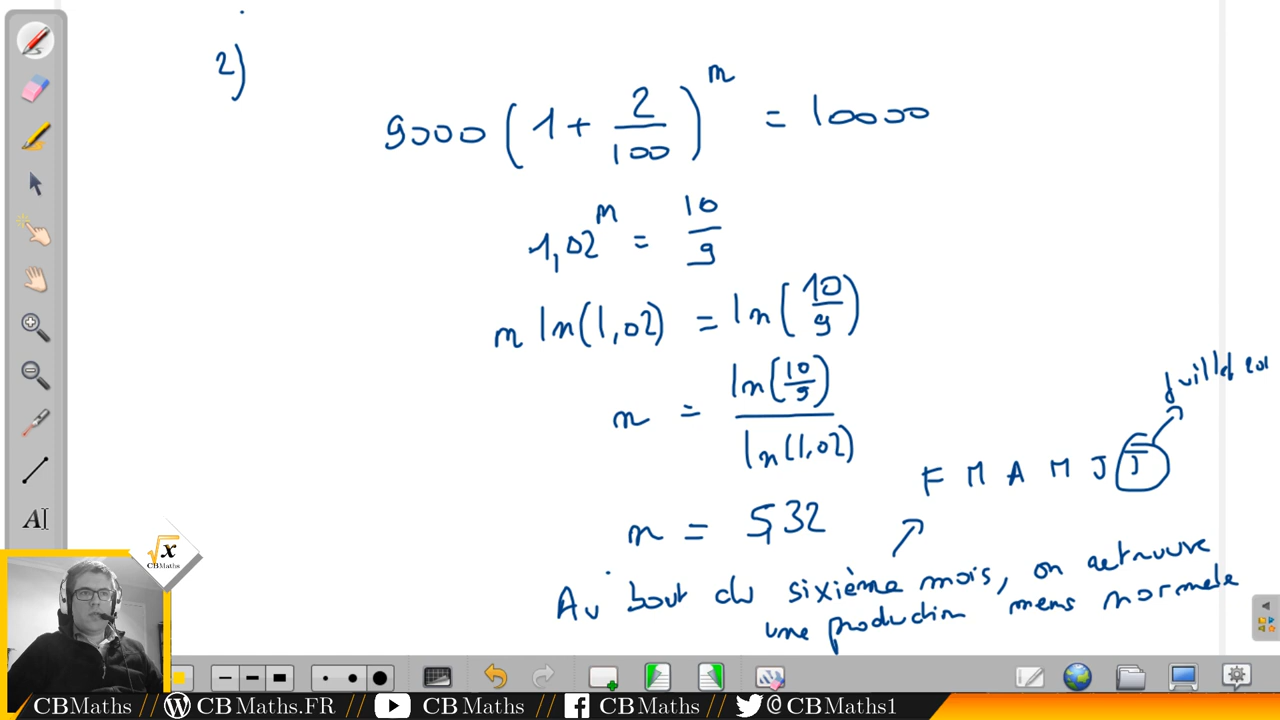 2)
9000 (1 + 2/100)^n = 10000
1,02^n = 10/9
n ln(1,02) = ln(10/9)
n = ln(10/9) / ln(1,02)
Juillet
F M A M J J
n = 5,32
Au bout du sixième mois, on retrouve
une production mens normale
AI
√x
CBMaths
CBMaths // CBMaths.FR // CBMaths // CBMaths // @CBMaths1